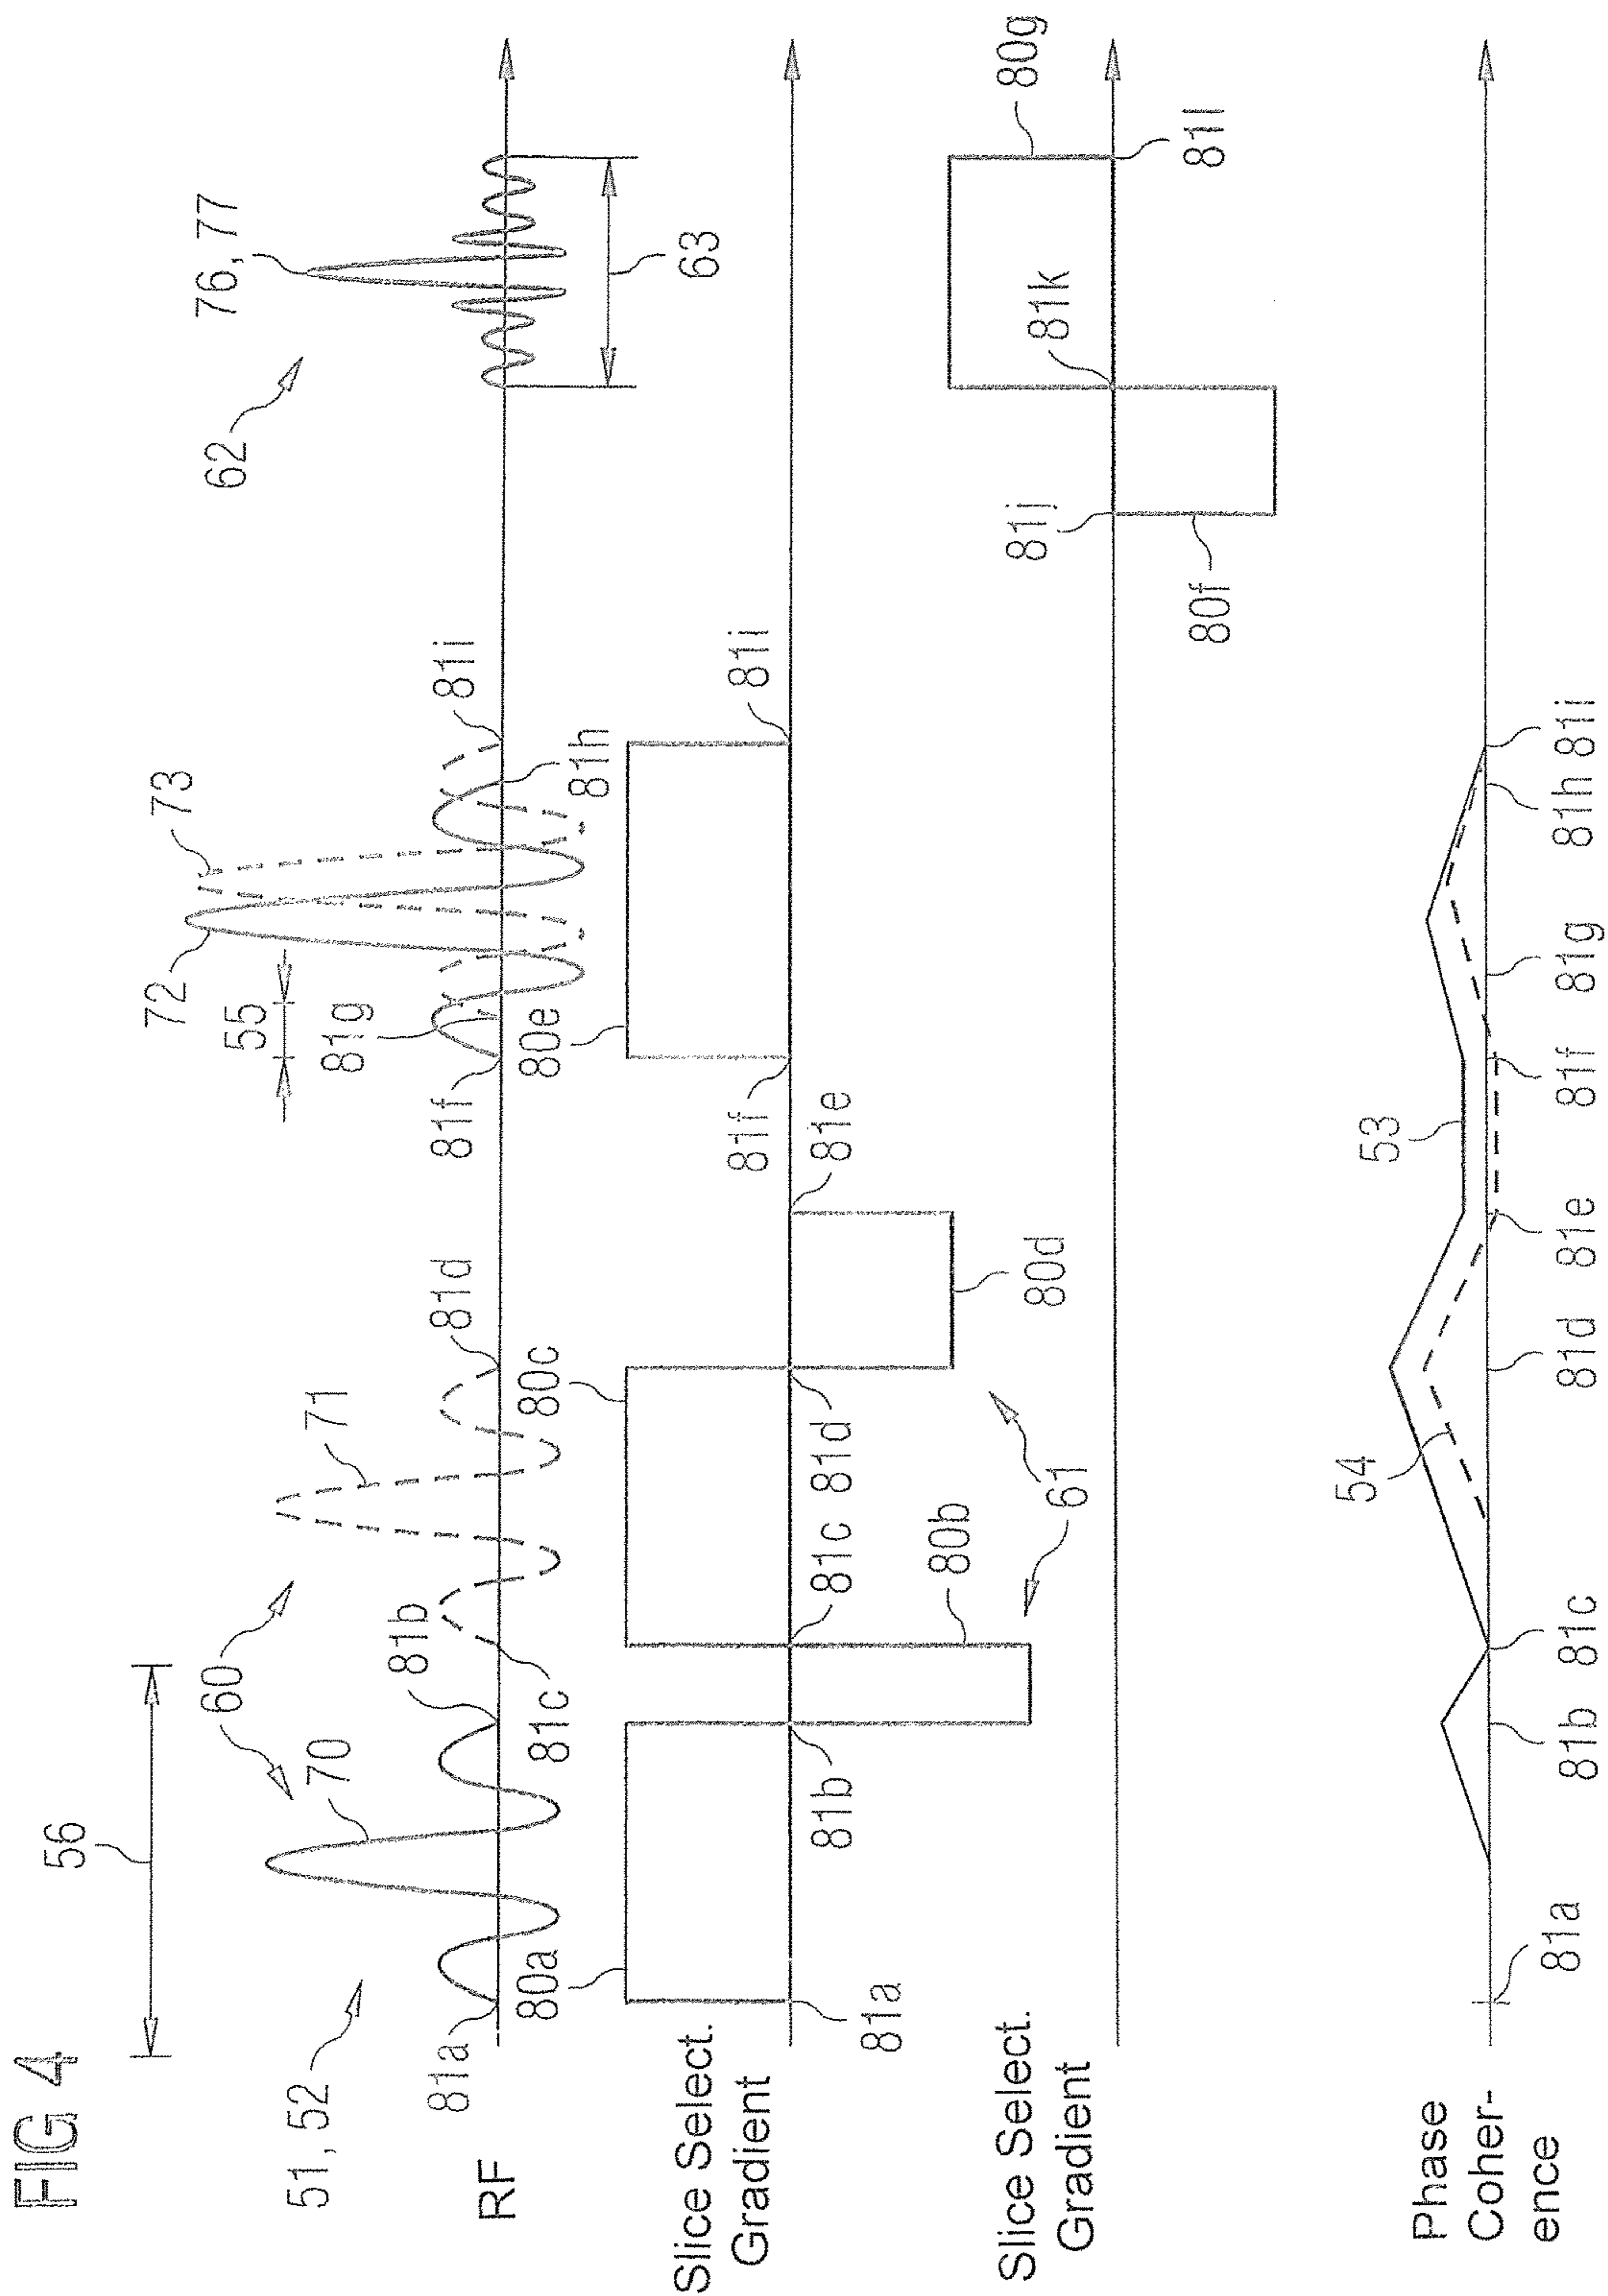 FIG 4
56
51, 52
60
70
71
72
73
55
62
76, 77
63
RF
81a
81b
81c
81d
81f
81g
81h
81i
Slice Select.
Gradient
80a
80c
80e
81a
81b
81c
81d
81e
81f
81i
80b
80d
61
Slice Select.
Gradient
81j
81k
81l
80f
80g
Phase
Coher-
ence
54
53
81a
81b
81c
81d
81e
81f
81g
81h
81i